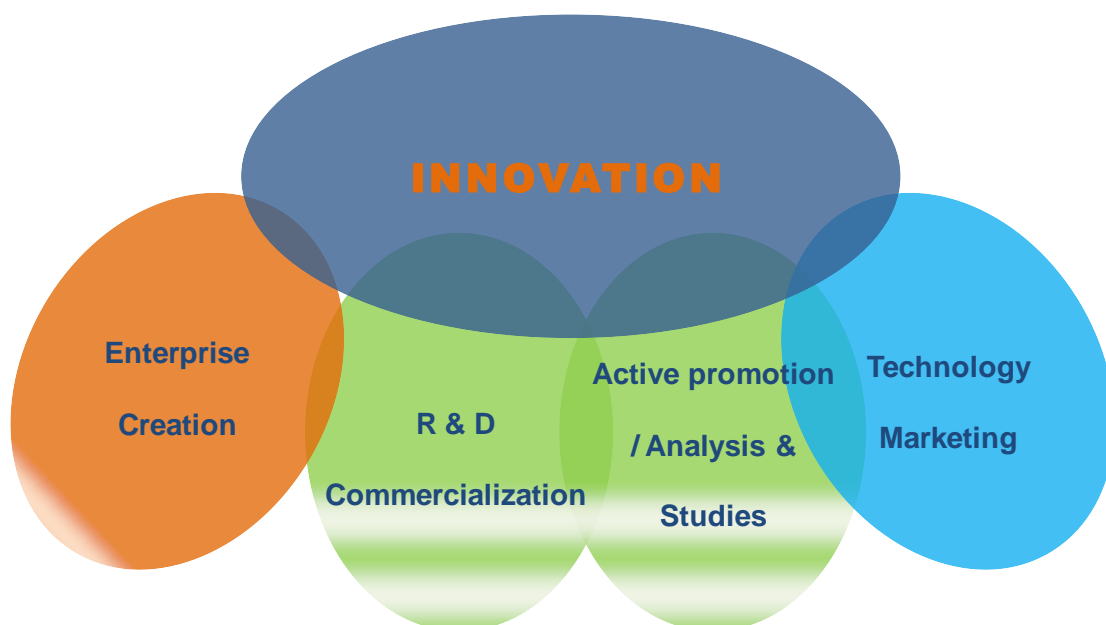 INNOVATION
Enterprise
Creation
R & D
Commercialization
Active promotion
/ Analysis &
Studies
Technology
Marketing